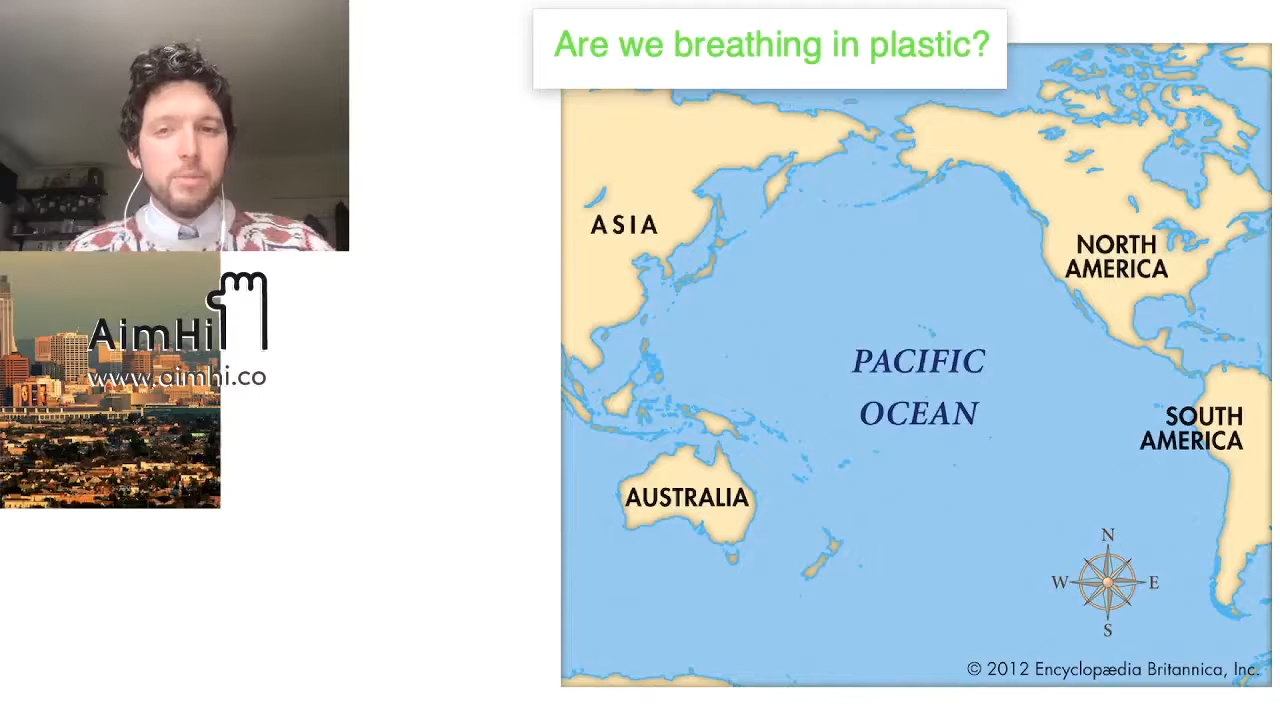 Are we breathing in plastic?
ASIA
NORTH
AMERICA
PACIFIC
OCEAN
SOUTH
AMERICA
AUSTRALIA
N
W
E
S
© 2012 Encyclopædia Britannica, Inc.
AimHi
www.aimhi.co